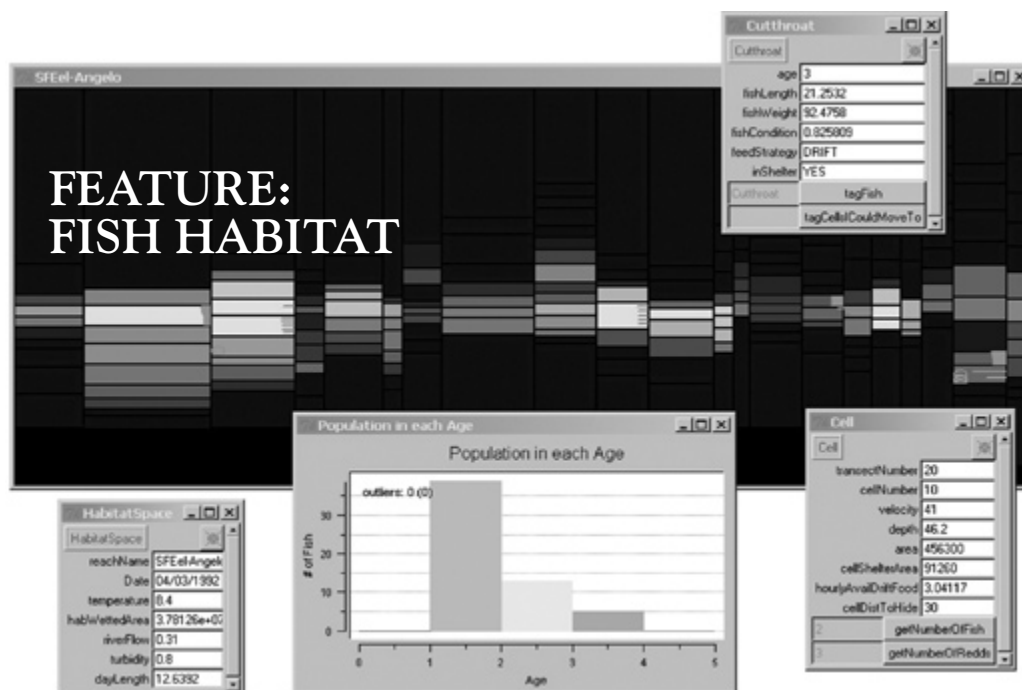 Cutthroat
Cutthroat
age 3
fishLength 21.2532
fishWeight 92.4758
fishCondition 0.825809
feedStrategy DRIFT
inShelter YES
Cutthroat tagFish
tagCellsICouldMoveTo
SFEel-Angelo
FEATURE:
FISH HABITAT
Population in each Age
Population in each Age
outliers: 0 (0)
# of Fish
30
20
10
0
0 1 2 3 4 5
Age
HabitatSpace
HabitatSpace
reachName SFEel-Angelo
Date 04/03/1992
temperature 8.4
habWettedArea 3.78126e+07
riverFlow 0.31
turbidity 0.8
dayLength 12.6392
Cell
Cell
transectNumber 20
cellNumber 10
velocity 41
depth 46.2
area 456300
cellShelterArea 91260
hourlyAvailDriftFood 3.04117
cellDistToHide 30
2 getNumberOfFish
3 getNumberOfRedds